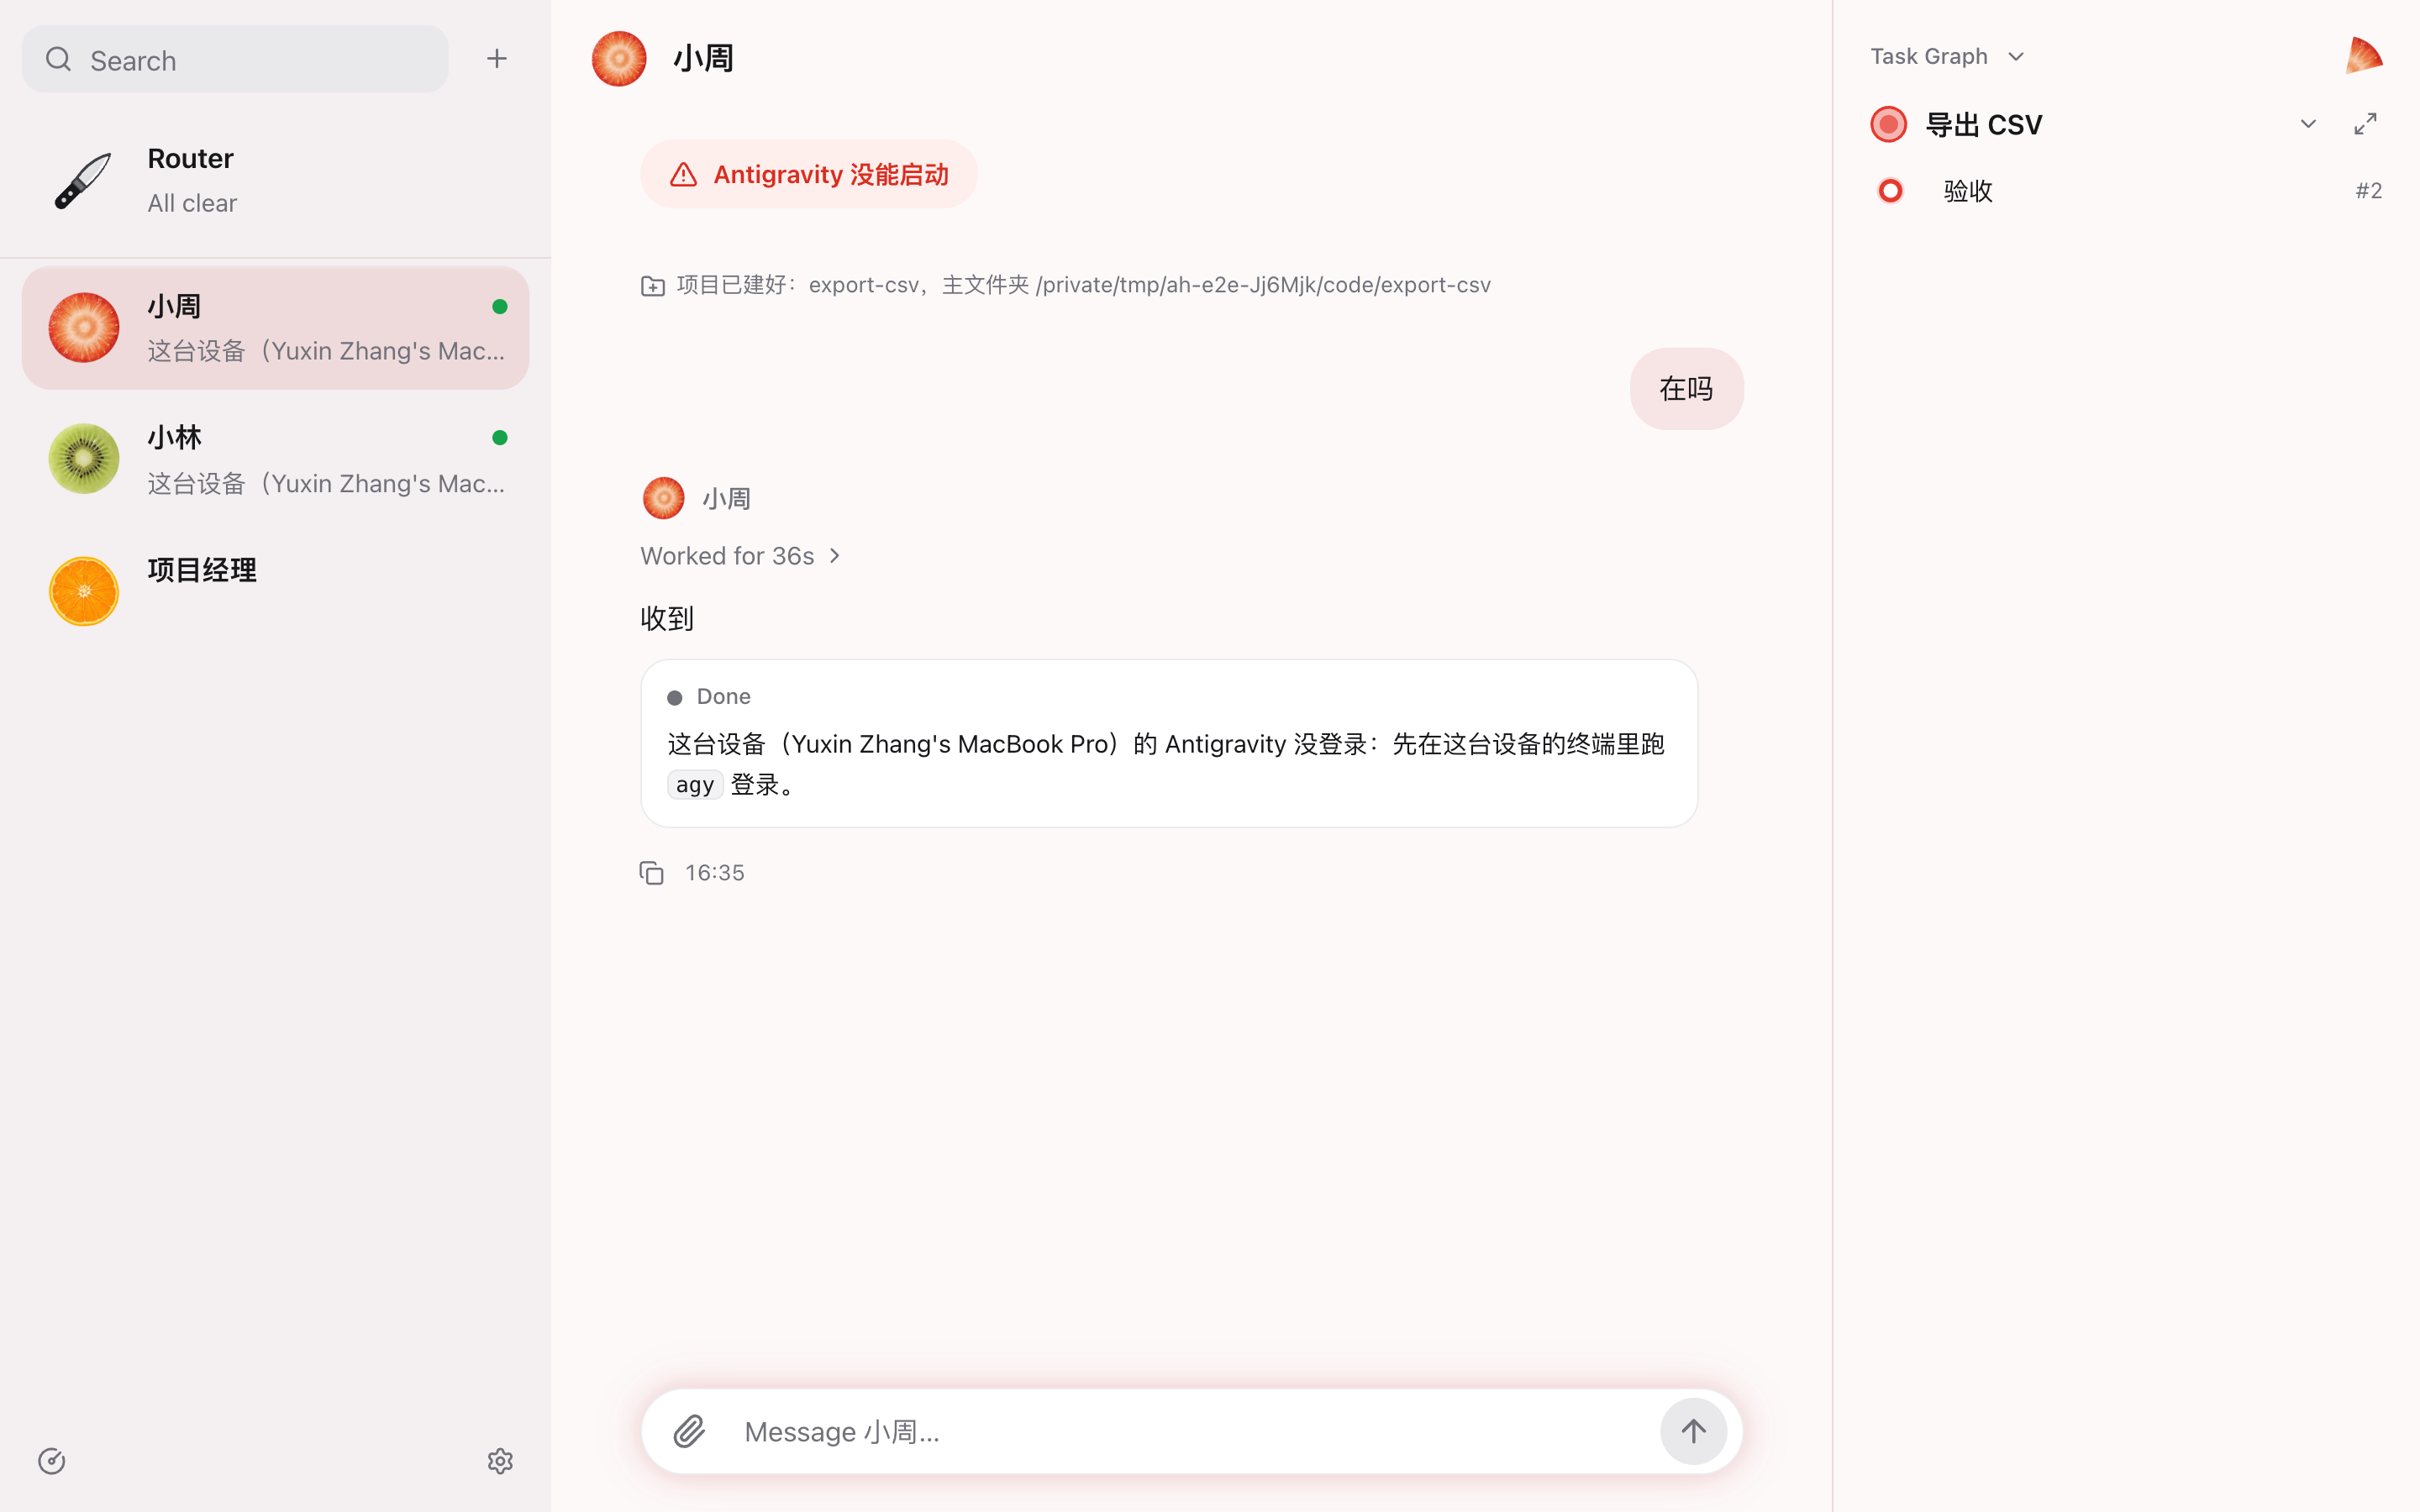 Search
Router
All clear
小周
这台设备（Yuxin Zhang's Mac...
小林
这台设备（Yuxin Zhang's Mac...
项目经理
小周
Antigravity 没能启动
项目已建好：export-csv，主文件夹 /private/tmp/ah-e2e-Jj6Mjk/code/export-csv
在吗
小周
Worked for 36s
收到
Done
这台设备（Yuxin Zhang's MacBook Pro）的 Antigravity 没登录：先在这台设备的终端里跑
agy 登录。
16:35
Message 小周...
Task Graph
导出 CSV
验收 #2